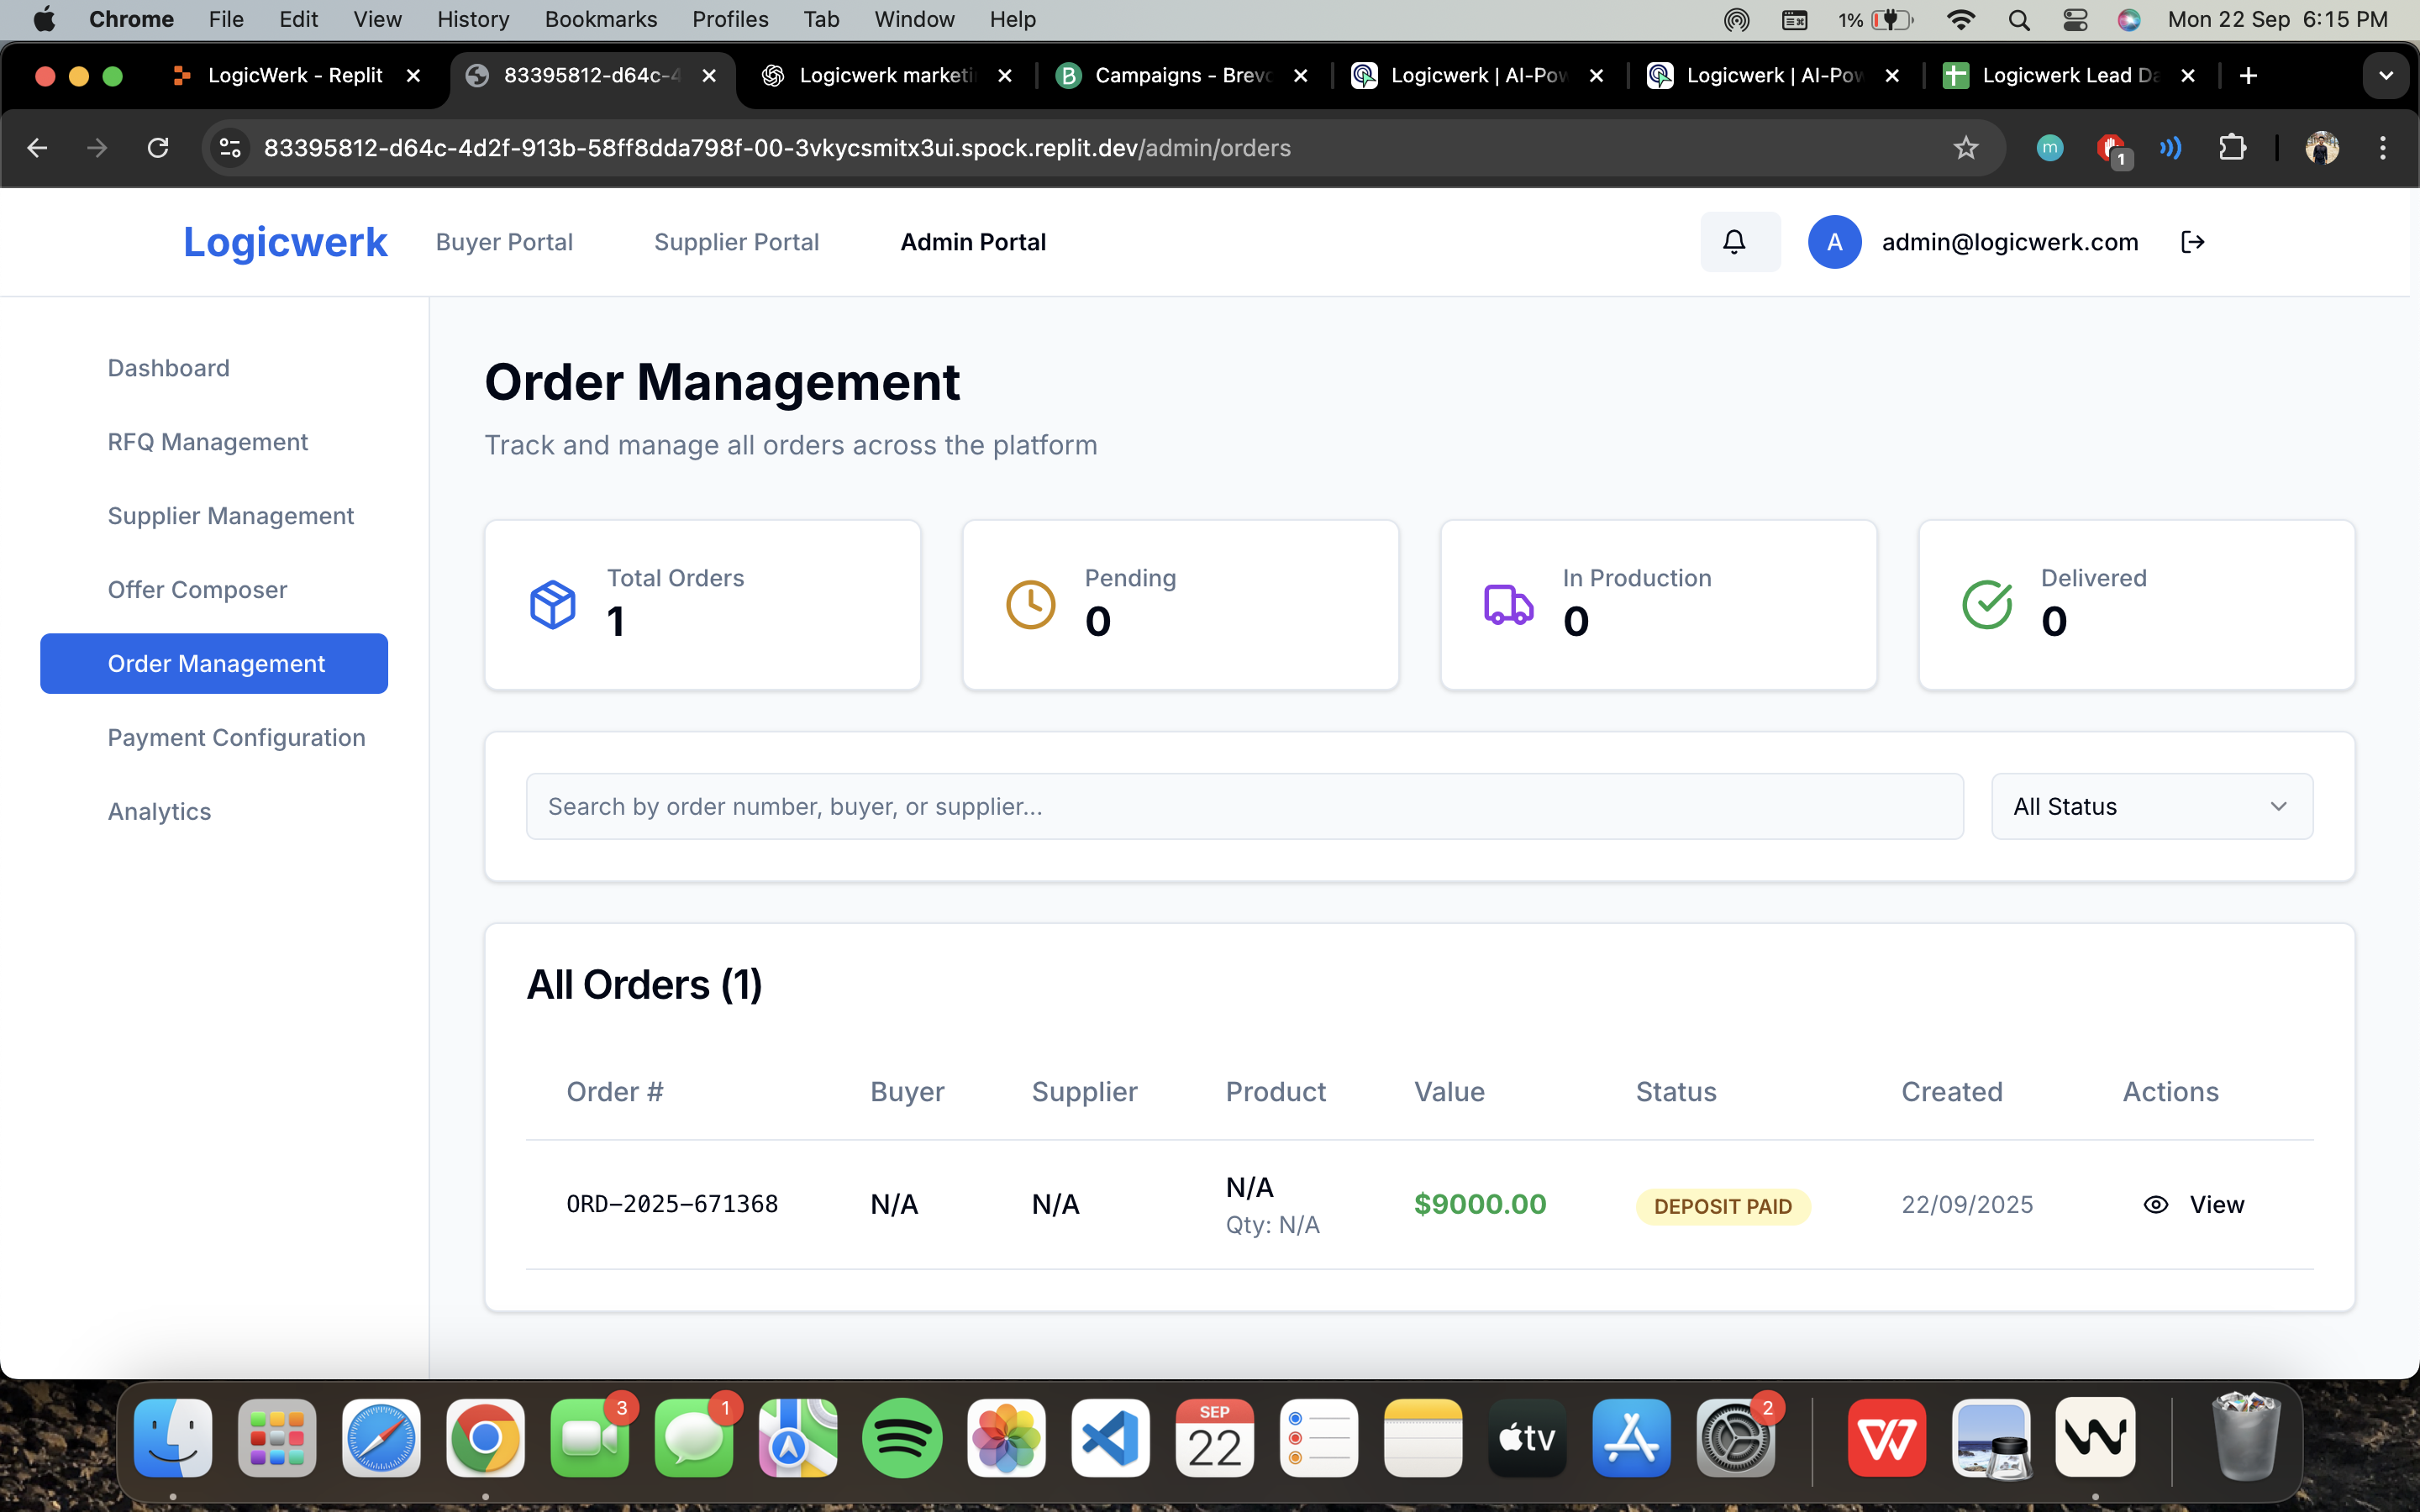 Chrome File Edit View History Bookmarks Profiles Tab Window Help 1% Mon 22 Sep 6:15 PM
LogicWerk - Replit 83395812-d64c-4 Logicwerk marketi Campaigns - Brevo Logicwerk | AI-Pow Logicwerk | AI-Pow Logicwerk Lead Da
83395812-d64c-4d2f-913b-58ff8dda798f-00-3vkycsmitx3ui.spock.replit.dev/admin/orders m 1
Logicwerk Buyer Portal Supplier Portal Admin Portal A admin@logicwerk.com
Dashboard
RFQ Management
Supplier Management
Offer Composer
Order Management
Payment Configuration
Analytics
Order Management
Track and manage all orders across the platform
Total Orders
1
Pending
0
In Production
0
Delivered
0
Search by order number, buyer, or supplier...
All Status
All Orders (1)
Order # Buyer Supplier Product Value Status Created Actions
ORD-2025-671368 N/A N/A N/A $9000.00 DEPOSIT PAID 22/09/2025 View
Qty: N/A
3 1 SEP 2
22 tv